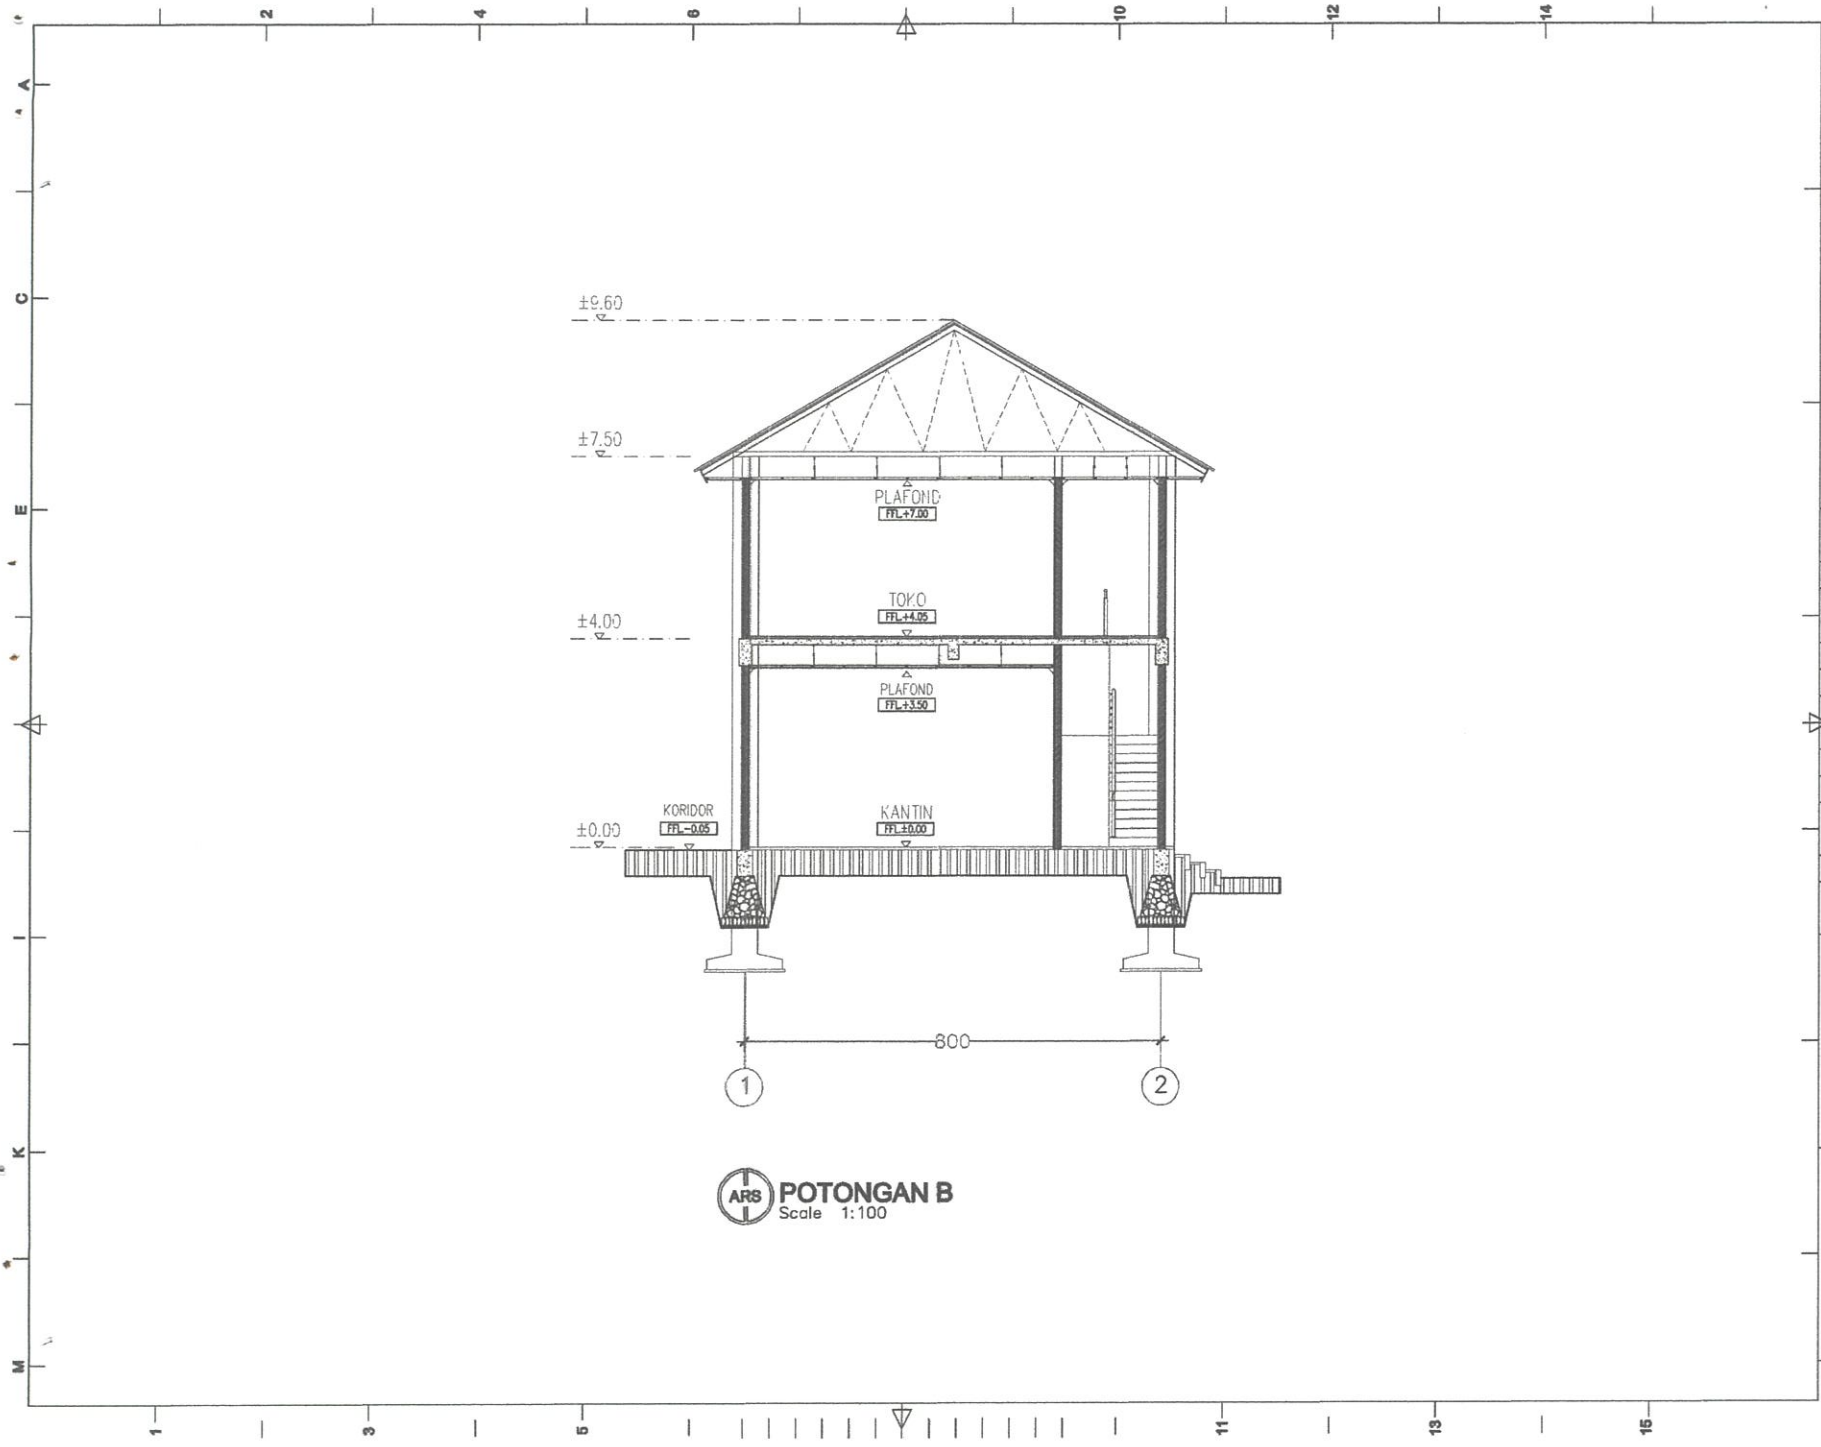 2
4
6
10
12
14
A
C
E
I
K
M
±9.60
±7.50
PLAFOND
FFL+7.00
TOKO
FFL+4.05
±4.00
PLAFOND
FFL+3.50
KORIDOR
FFL-0.05
KANTIN
FFL±0.00
±0.00
800
1
2
ARS
POTONGAN B
Scale 1:100
1
3
5
11
13
15